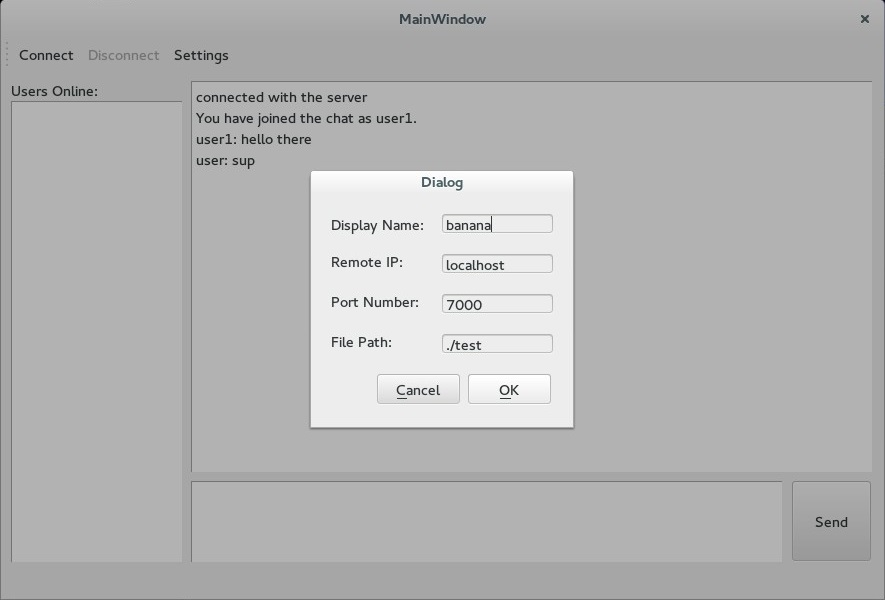 MainWindow
×
Connect Disconnect Settings
Users Online:
connected with the server
You have joined the chat as user1.
user1: hello there
user: sup
Dialog
Display Name: banana
Remote IP: localhost
Port Number: 7000
File Path: ./test
Cancel OK
Send